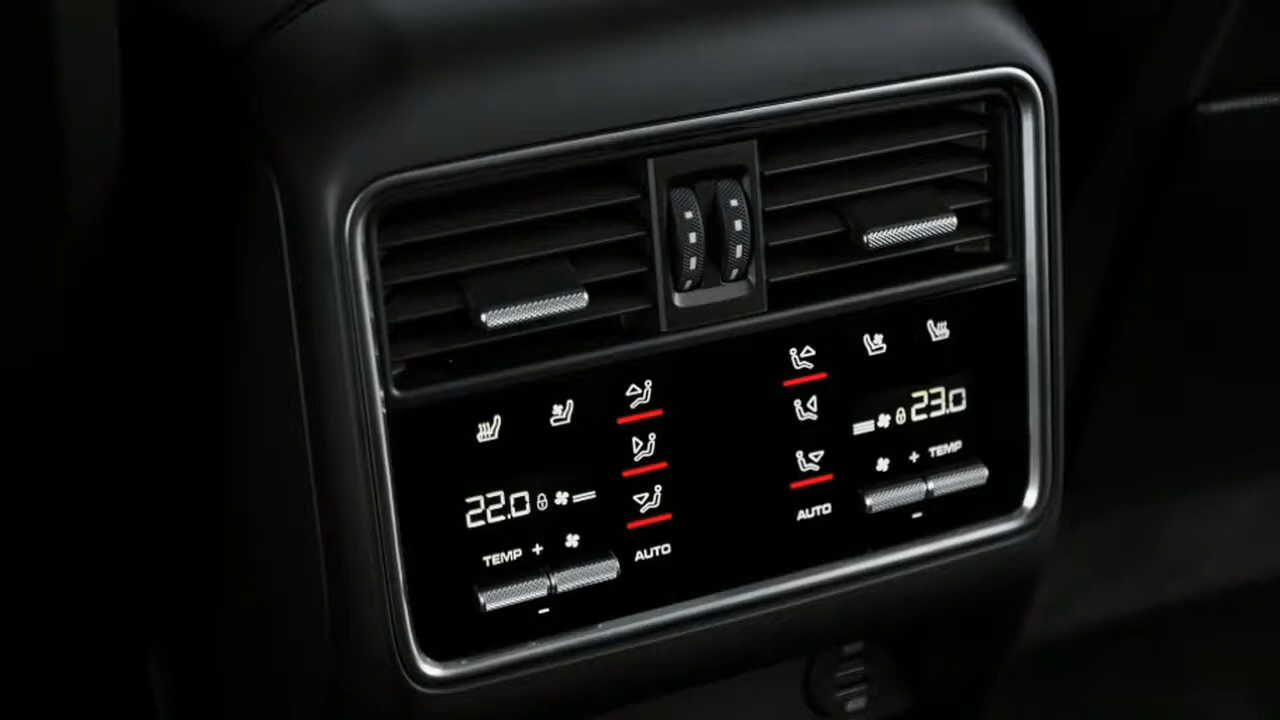 22.0
TEMP +
-
AUTO
23.0
+ TEMP
-
AUTO